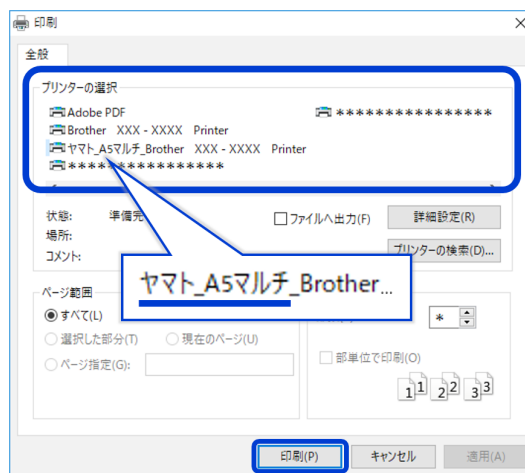 印刷
全般
プリンターの選択
Adobe PDF
****************
Brother XXX - XXXX Printer
ヤマト_A5マルチ_Brother XXX - XXXX Printer
****************
状態: 準備完
場所:
コメント:
ファイルへ出力(F)
詳細設定(R)
プリンターの検索(D)...
ヤマト_A5マルチ_Brother...
ページ範囲
すべて(L)
選択した部分(T)
現在のページ(U)
ページ指定(G):
*
部単位で印刷(O)
11 22 33
印刷(P)
キャンセル
適用(A)